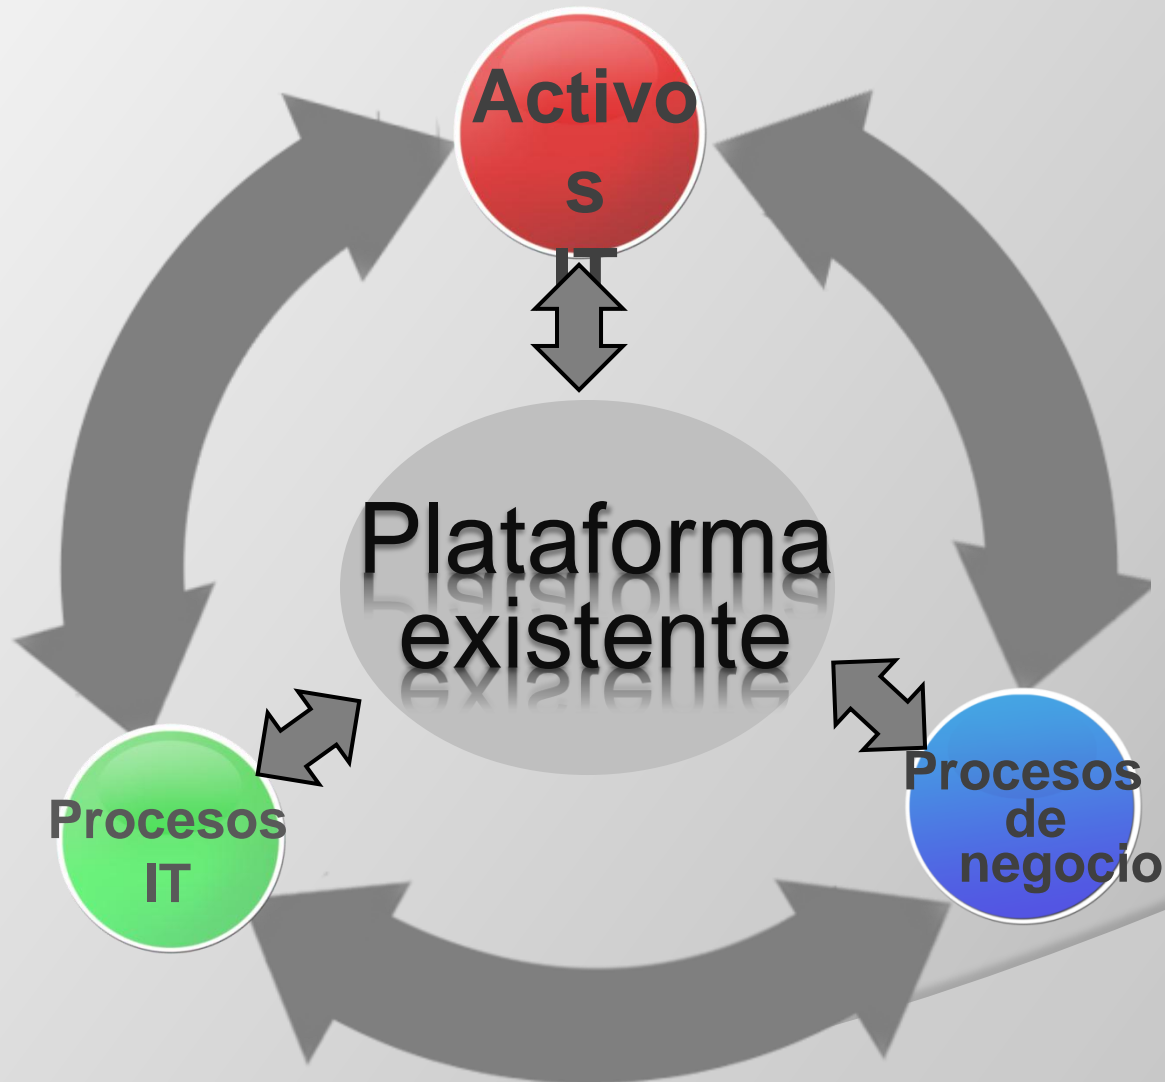 Activo
s
IT
Plataforma
existente
Procesos
IT
Procesos
de
negocio